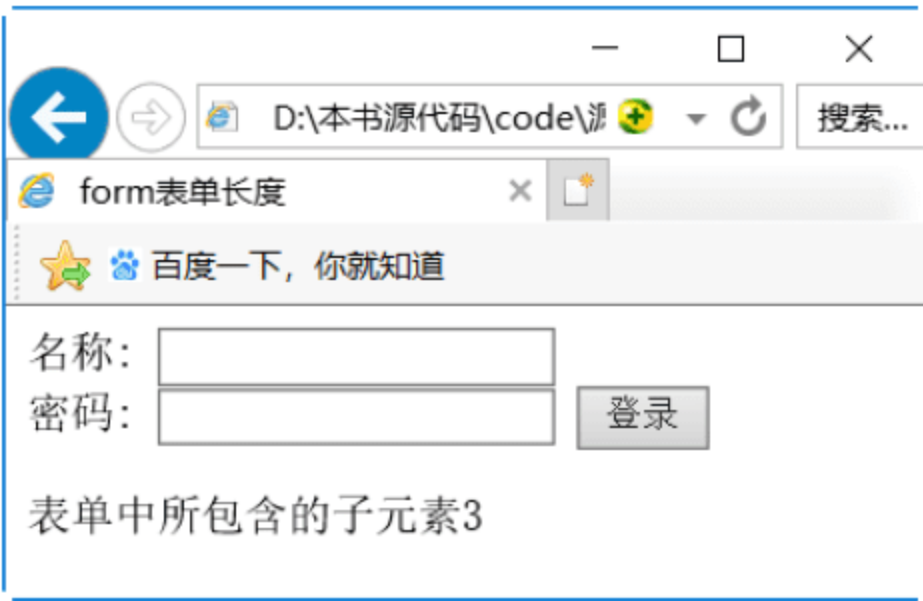 D:\本书源代码\code\源
搜索...
form表单长度
百度一下，你就知道
名称：
密码： 登录
表单中所包含的子元素3